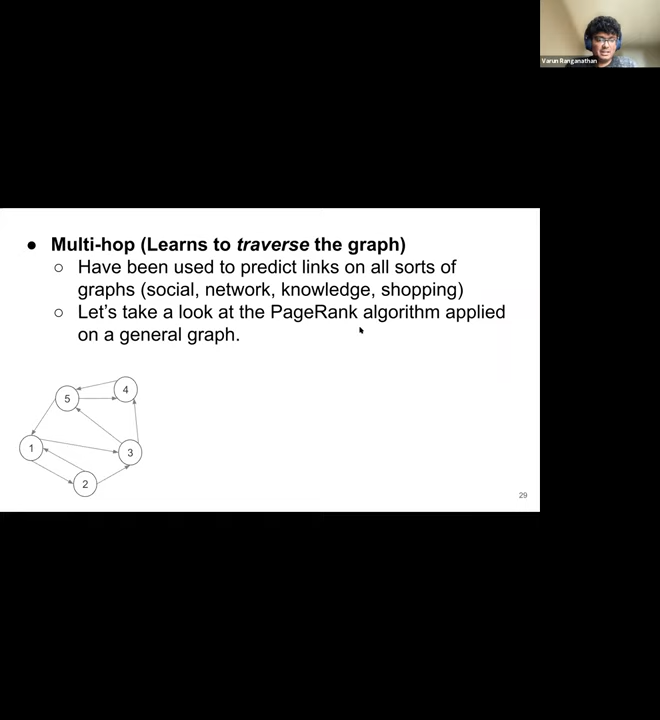 Varun Ranganathan
● Multi-hop (Learns to traverse the graph)
○ Have been used to predict links on all sorts of
graphs (social, network, knowledge, shopping)
○ Let's take a look at the PageRank algorithm applied
on a general graph.
4
5
1
3
2
29